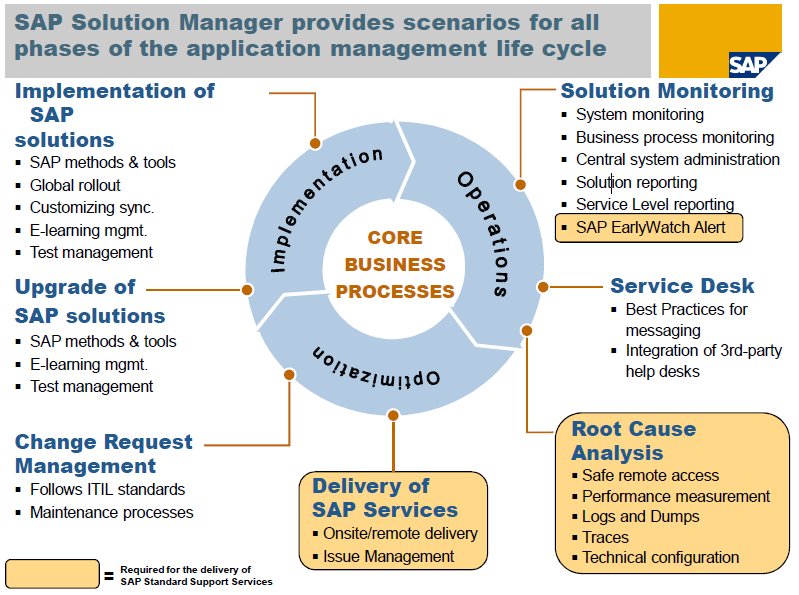 SAP Solution Manager provides scenarios for all
phases of the application management life cycle
SAP
Implementation of
SAP
solutions
▪ SAP methods & tools
▪ Global rollout
▪ Customizing sync.
▪ E-learning mgmt.
▪ Test management
Upgrade of
SAP solutions
▪ SAP methods & tools
▪ E-learning mgmt.
▪ Test management
Change Request
Management
▪ Follows ITIL standards
▪ Maintenance processes
Implementation
Operations
Optimization
CORE
BUSINESS
PROCESSES
Solution Monitoring
▪ System monitoring
▪ Business process monitoring
▪ Central system administration
▪ Solution reporting
▪ Service Level reporting
▪ SAP EarlyWatch Alert
Service Desk
▪ Best Practices for
messaging
▪ Integration of 3rd-party
help desks
Root Cause
Analysis
▪ Safe remote access
▪ Performance measurement
▪ Logs and Dumps
▪ Traces
▪ Technical configuration
Delivery of
SAP Services
▪ Onsite/remote delivery
▪ Issue Management
= Required for the delivery of
SAP Standard Support Services